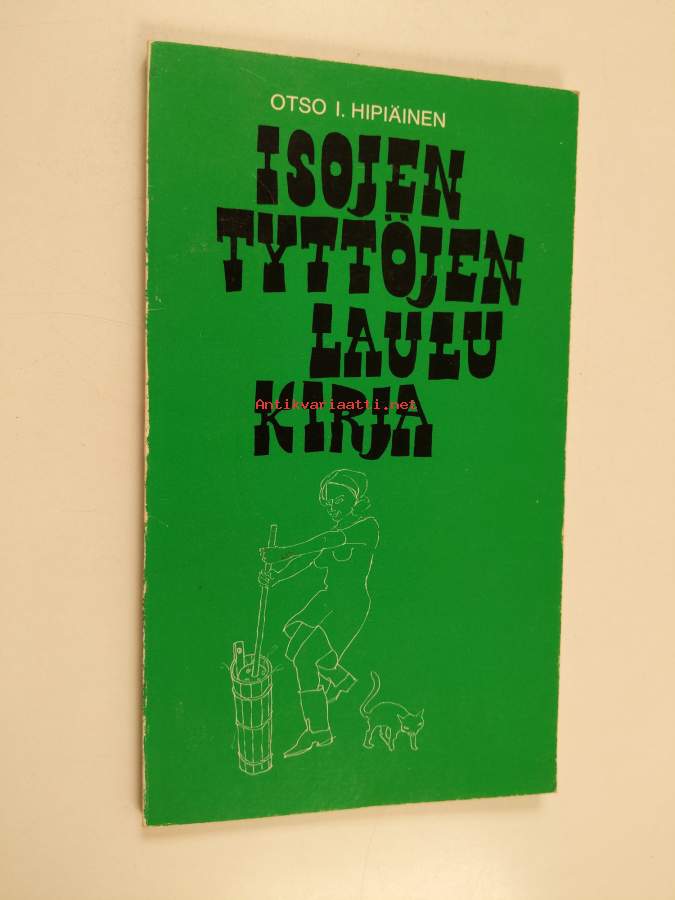 OTSO I. HIPIÄINEN
ISOJEN
TYTTÖJEN
LAULU
Antikvariaatti.net
KIRJA